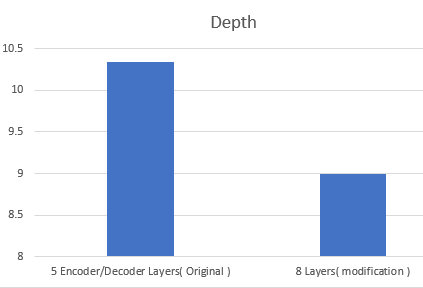 Depth
10.5
10
9.5
9
8.5
8
5 Encoder/Decoder Layers( Original )
8 Layers( modification )